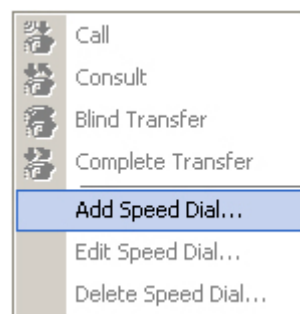 Call
Consult
Blind Transfer
Complete Transfer
Add Speed Dial...
Edit Speed Dial...
Delete Speed Dial...